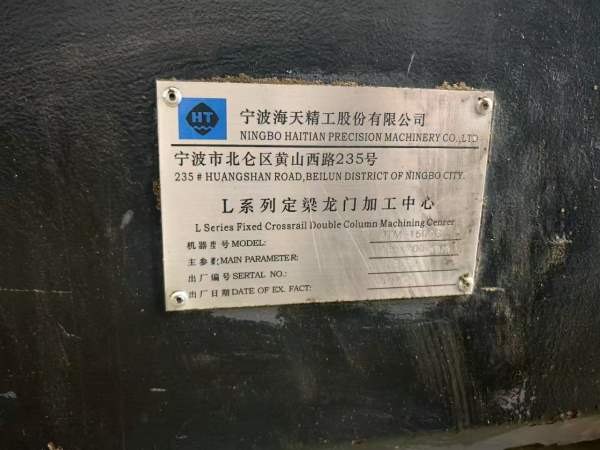 HT
宁波海天精工股份有限公司
NINGBO HAITIAN PRECISION MACHINERY CO.,LTD
宁波市北仑区黄山西路235号
235 # HUANGSHAN ROAD,BEILUN DISTRICT OF NINGBO CITY.
L系列定梁龙门加工中心
L Series Fixed Crossrail Double Column Machining Center
机器型号 MODEL:
主参数 MAIN PARAMETER:
出厂编号 SERIAL NO.:
出厂日期 DATE OF EX. FACT: